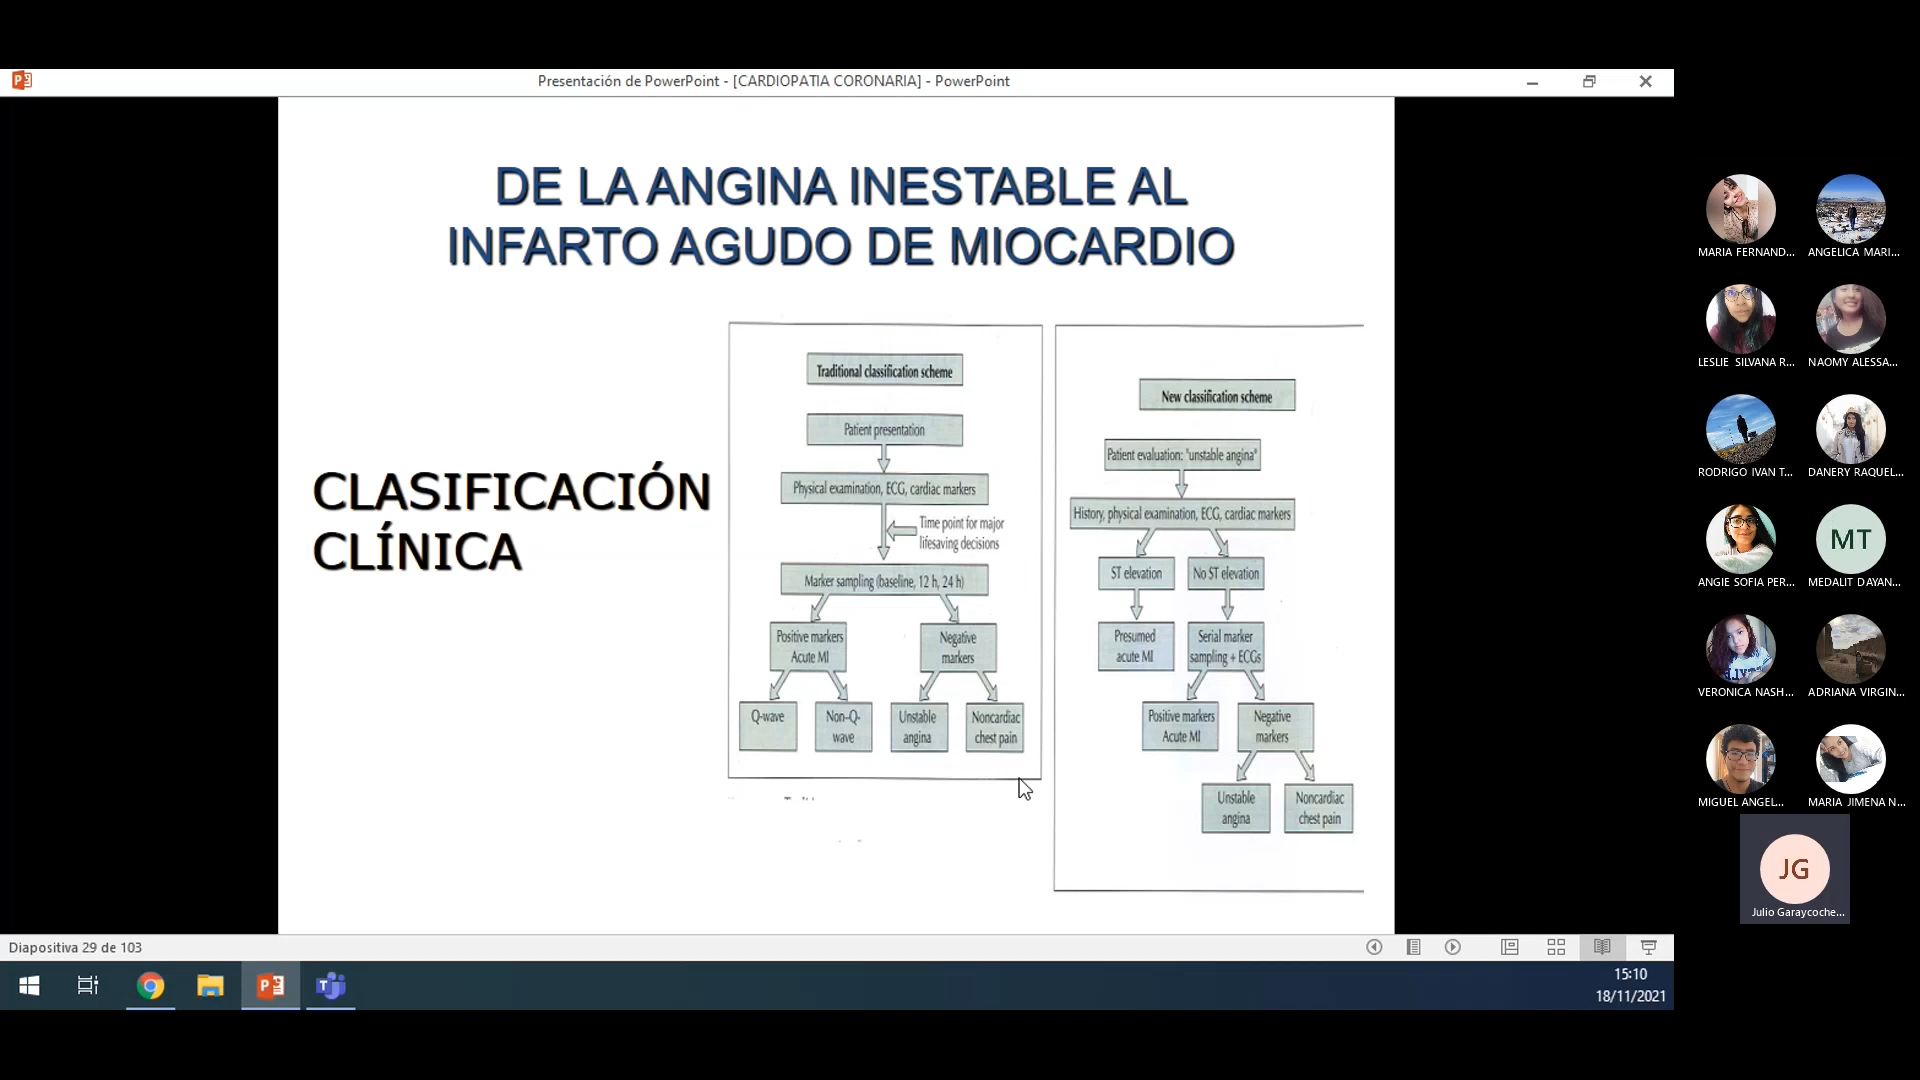 Presentación de PowerPoint - [CARDIOPATIA CORONARIA] - PowerPoint
DE LA ANGINA INESTABLE AL
INFARTO AGUDO DE MIOCARDIO
CLASIFICACIÓN
CLÍNICA
Traditional classification scheme
Patient presentation
Physical examination, ECG, cardiac markers
Time point for major
lifesaving decisions
Marker sampling (baseline, 12 h, 24 h)
Positive markers
Acute MI
Negative
markers
Q-wave
Non-Q-
wave
Unstable
angina
Noncardiac
chest pain
New classification scheme
Patient evaluation: "unstable angina"
History, physical examination, ECG, cardiac markers
ST elevation
No ST elevation
Presumed
acute MI
Serial marker
sampling + ECGs
Positive markers
Acute MI
Negative
markers
Unstable
angina
Noncardiac
chest pain
MARIA FERNAND...
ANGELICA MARI...
LESLIE SILVANA R...
NAOMY ALESSA...
RODRIGO IVAN T...
DANERY RAQUEL...
MT
ANGIE SOFIA PER...
MEDALIT DAYAN...
VERONICA NASH...
ADRIANA VIRGIN...
MIGUEL ANGEL...
MARIA JIMENA N...
JG
Julio Garaycoche...
Diapositiva 29 de 103
15:10
18/11/2021